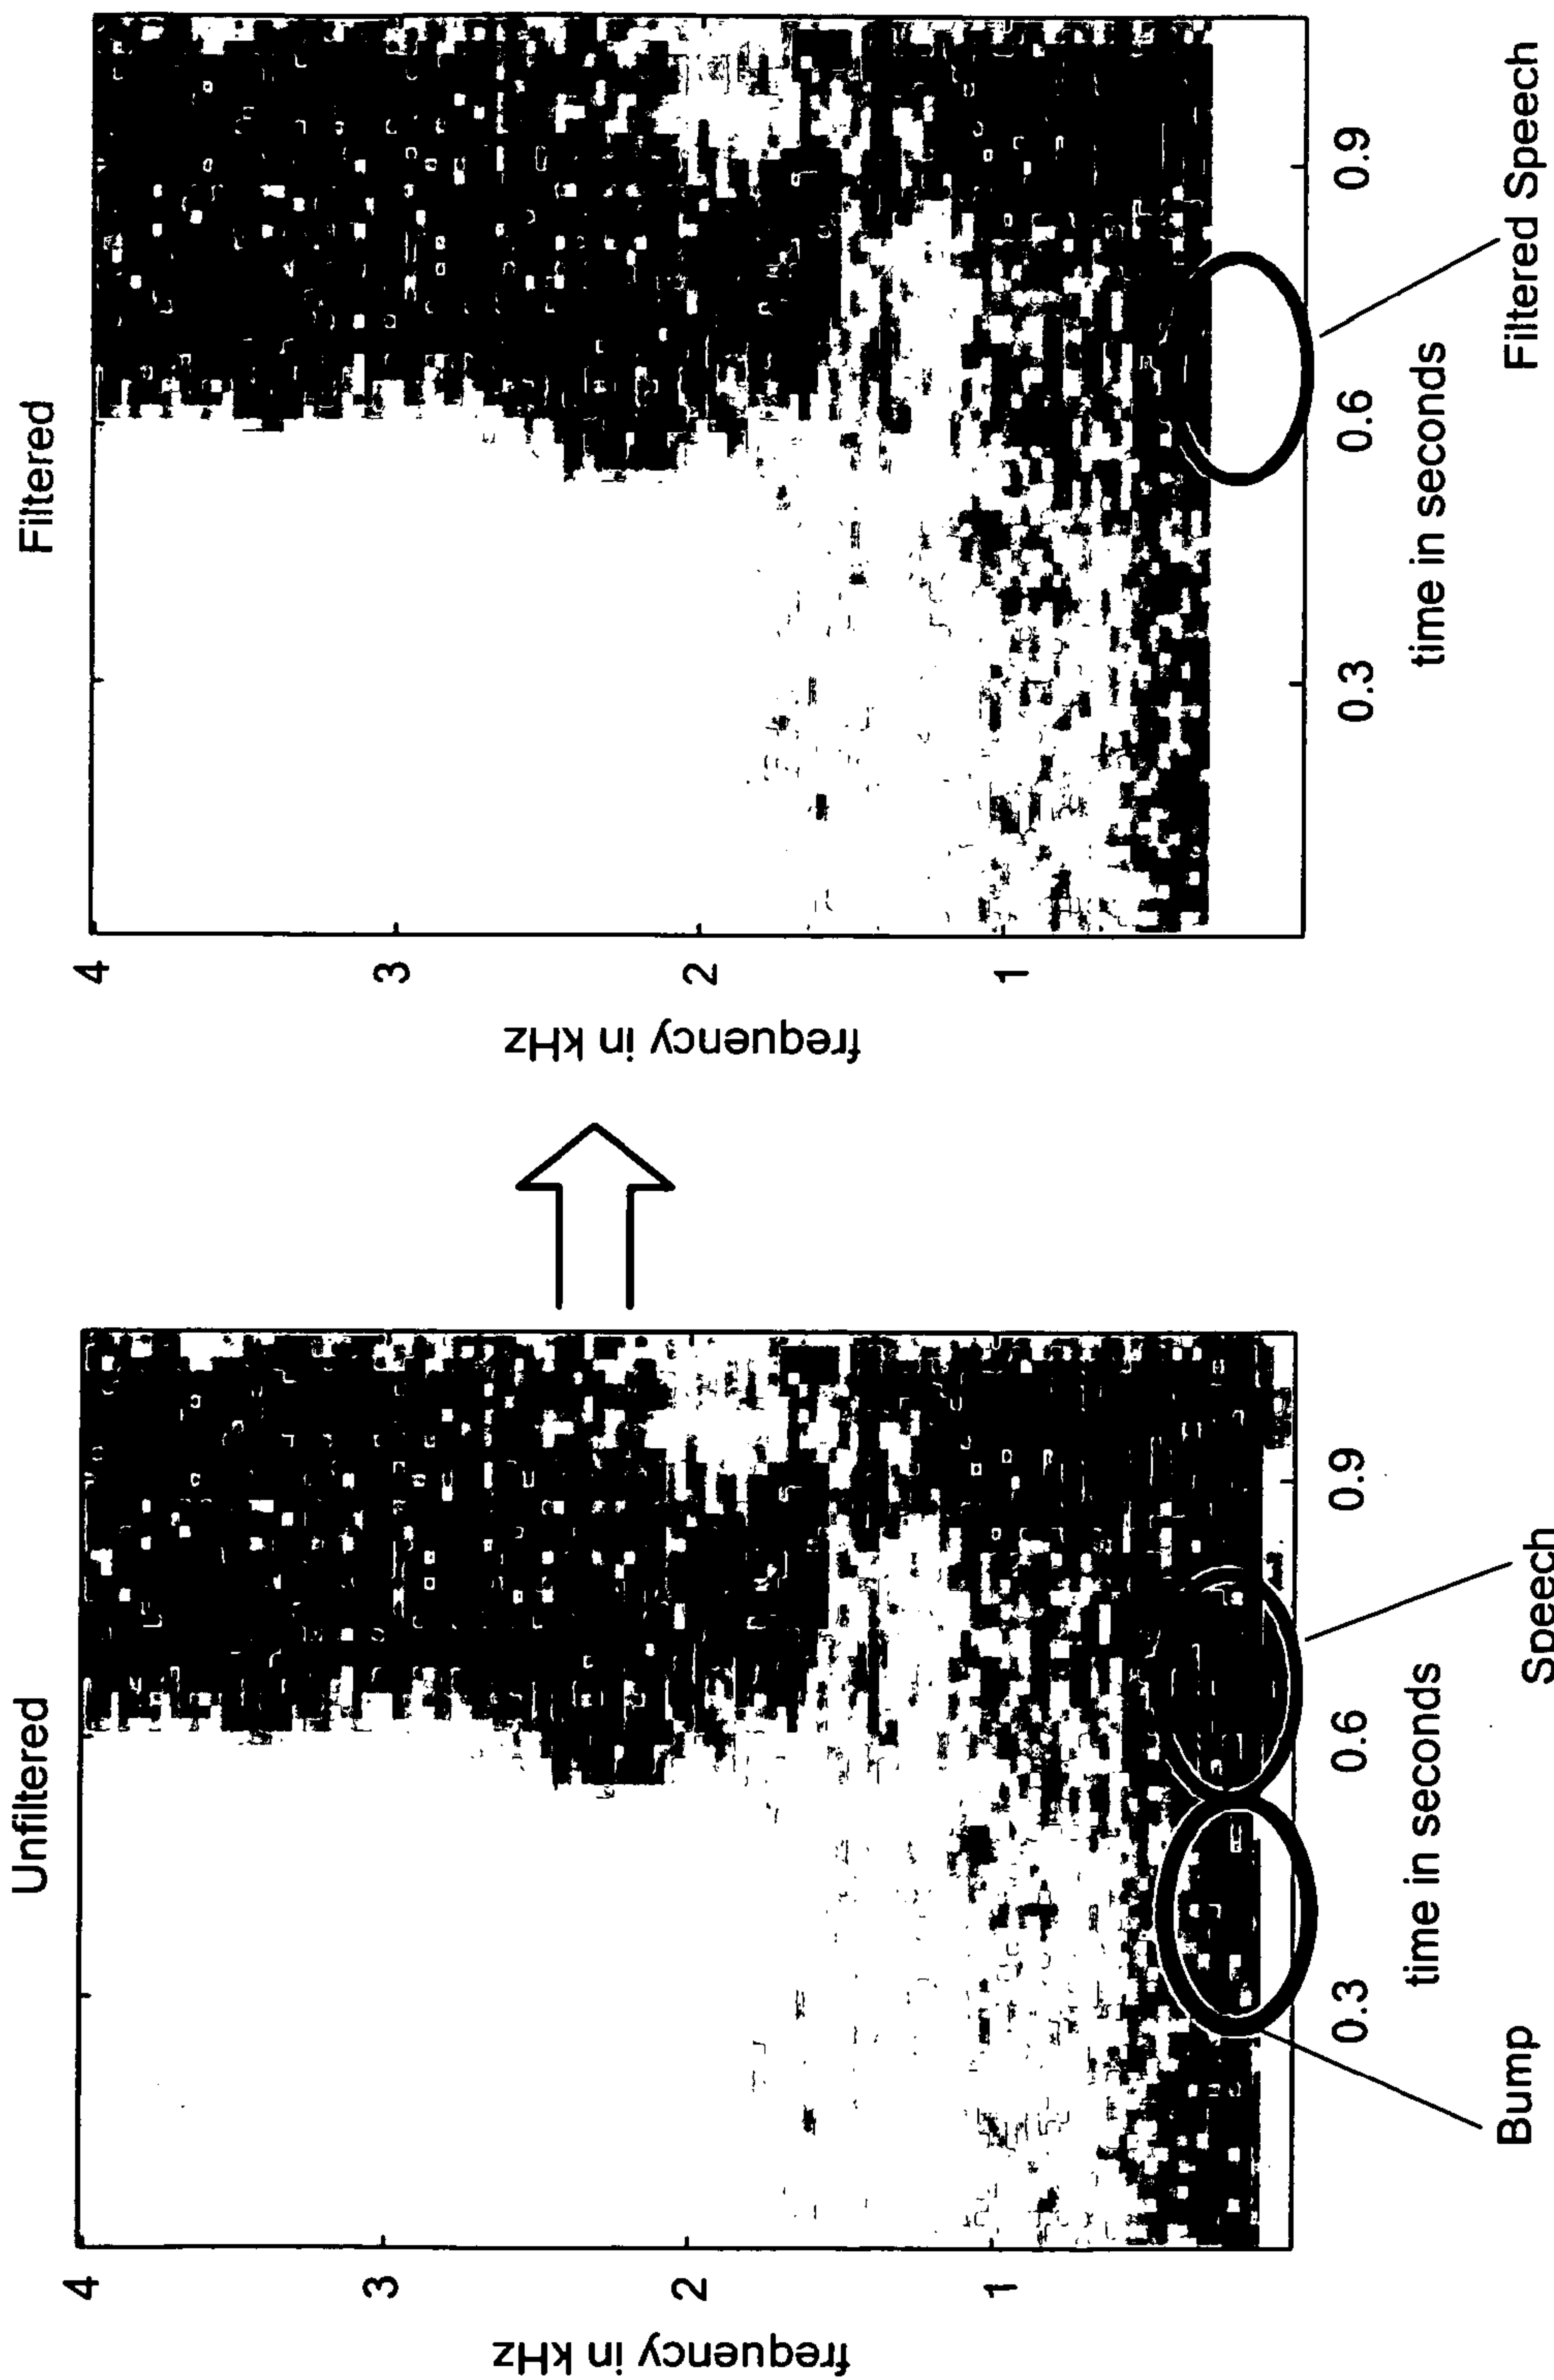 Unfiltered
4
3
2
1
frequency in kHz
0.3
0.6
0.9
time in seconds
Bump
Speech
Filtered
4
3
2
1
frequency in kHz
0.3
0.6
0.9
time in seconds
Filtered Speech